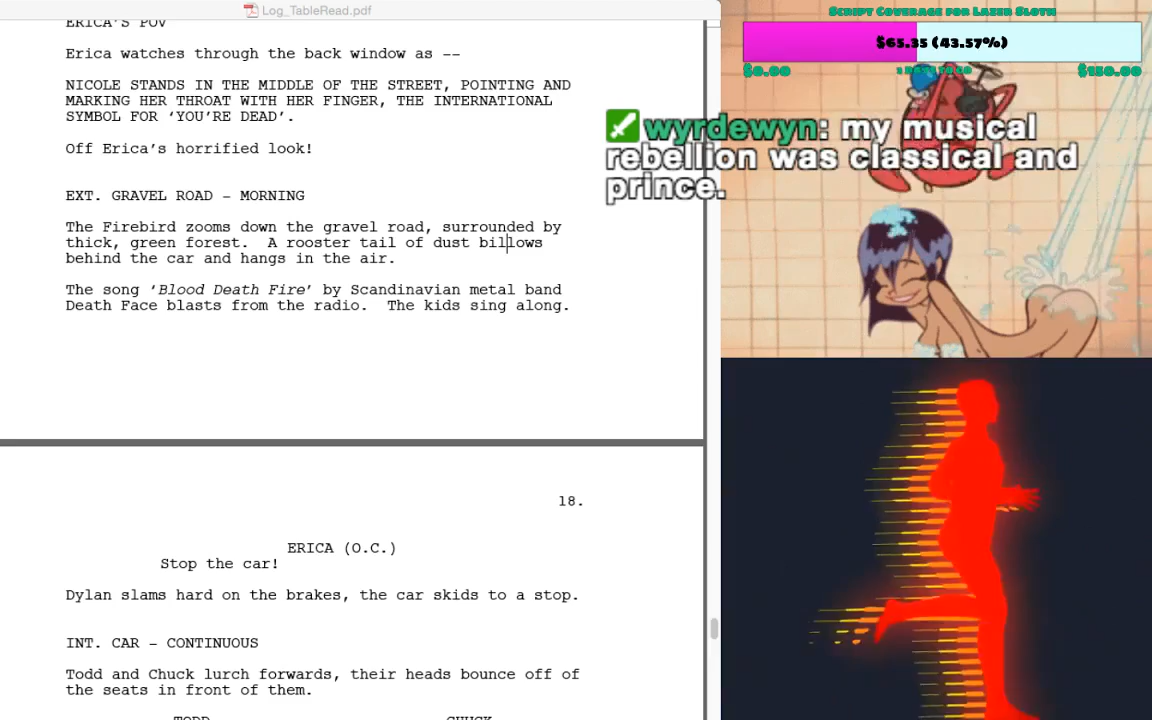 Log_TableRead.pdf
ERICA'S POV
Erica watches through the back window as --
NICOLE STANDS IN THE MIDDLE OF THE STREET, POINTING AND
MARKING HER THROAT WITH HER FINGER, THE INTERNATIONAL
SYMBOL FOR 'YOU'RE DEAD'.
Off Erica's horrified look!
EXT. GRAVEL ROAD - MORNING
The Firebird zooms down the gravel road, surrounded by
thick, green forest. A rooster tail of dust billows
behind the car and hangs in the air.
The song 'Blood Death Fire' by Scandinavian metal band
Death Face blasts from the radio. The kids sing along.
18.
ERICA (O.C.)
Stop the car!
Dylan slams hard on the brakes, the car skids to a stop.
INT. CAR - CONTINUOUS
Todd and Chuck lurch forwards, their heads bounce off of
the seats in front of them.
TODD CHUCK
Script Coverage for Lazer Sloth
$65.35 (43.57%)
$0.00 $150.00
wyrdewyn: my musical
rebellion was classical and
prince.